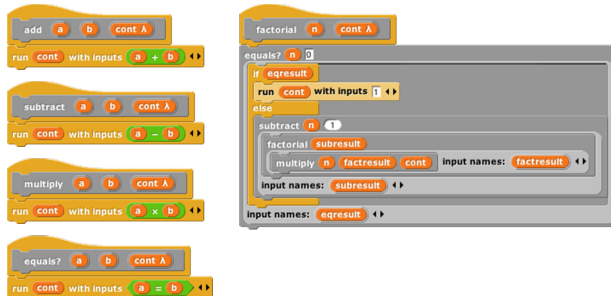 add a b cont λ
run cont with inputs a + b
subtract a b cont λ
run cont with inputs a − b
multiply a b cont λ
run cont with inputs a × b
equals? a b cont λ
run cont with inputs a = b
factorial n cont λ
equals? n 0
if eqresult
run cont with inputs 1
else
subtract n 1
factorial subresult
multiply n factresult cont input names: factresult
input names: subresult
input names: eqresult